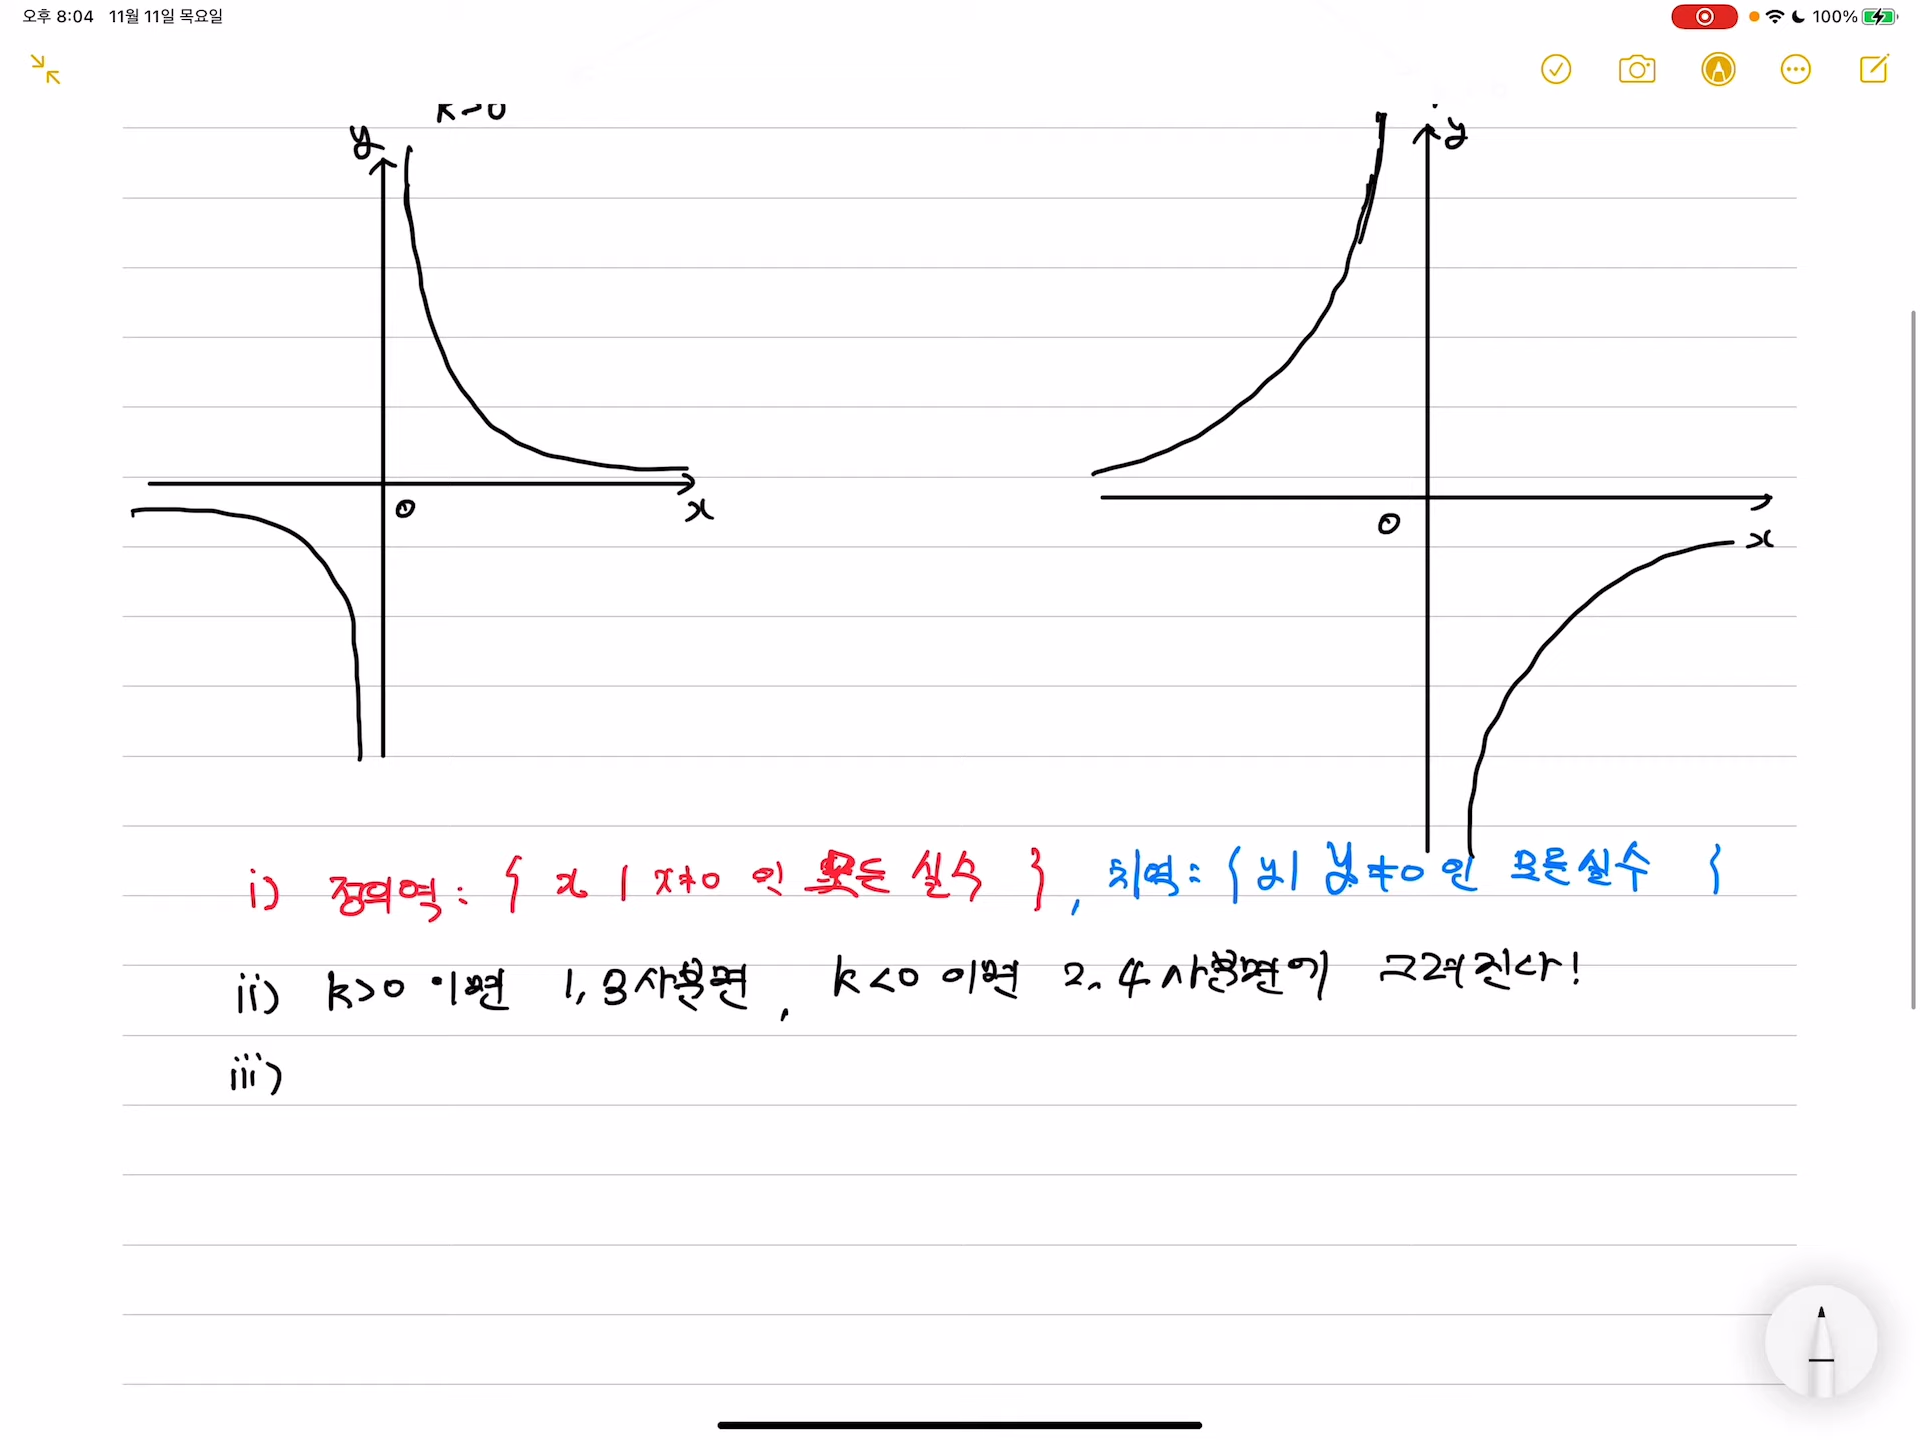 오후 8:04 11월 11일 목요일
100%
y
y
0
x
0
x
i) 정의역 : { x | x≠0 인 모든 실수 } , 치역 : { y | y≠0 인 모든 실수 }
ii) k>0 이면 1, 3 사분면 , k<0 이면 2, 4 사분면에 그려진다!
iii)